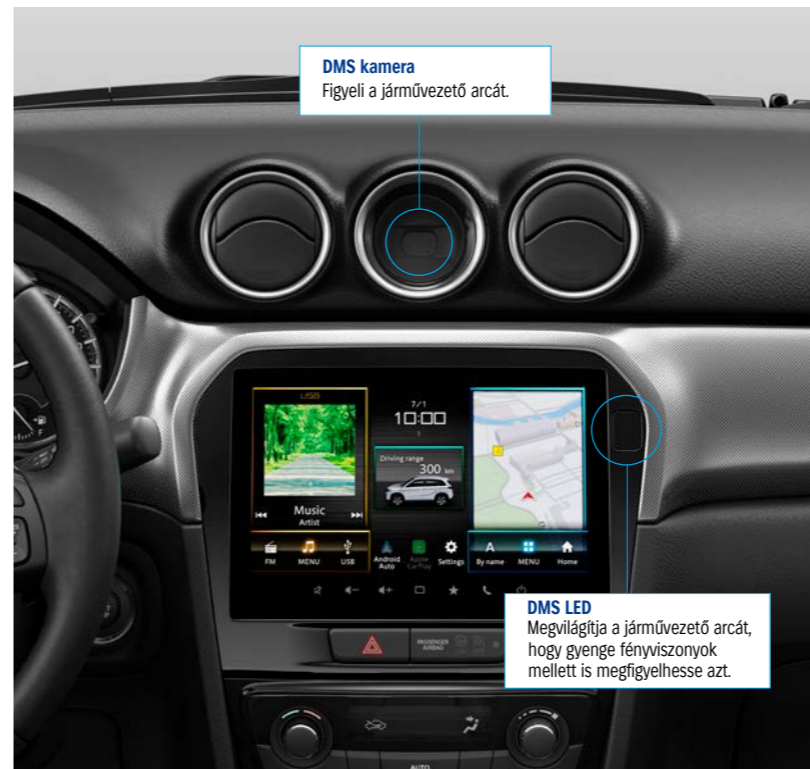 DMS kamera
Figyeli a járművezető arcát.
USB
7/1
10:00
Driving range
300 km
Music
Artist
FM
MENU
USB
Android
Auto
Apple
CarPlay
Settings
A
By name
MENU
Home
F
PASSENGER
AIRBAG
DMS LED
Megvilágítja a járművezető arcát,
hogy gyenge fényviszonyok
mellett is megfigyelhesse azt.
AUTO